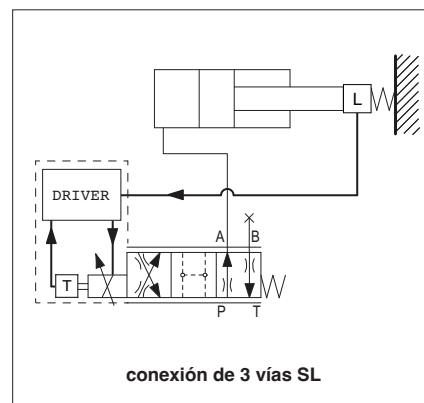 L
DRIVER
A B
T
P T
conexión de 3 vías SL